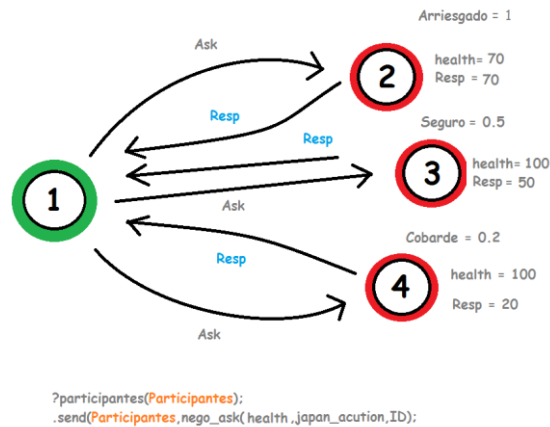 Arriesgado = 1
Ask
health= 70
2
Resp = 70
Resp
Seguro = 0.5
Resp
health= 100
3
Resp = 50
1
Ask
Cobarde = 0.2
Resp
health = 100
4
Resp = 20
Ask
?participantes(Participantes);
.send(Participantes,nego_ask( health ,japan_acution,ID);